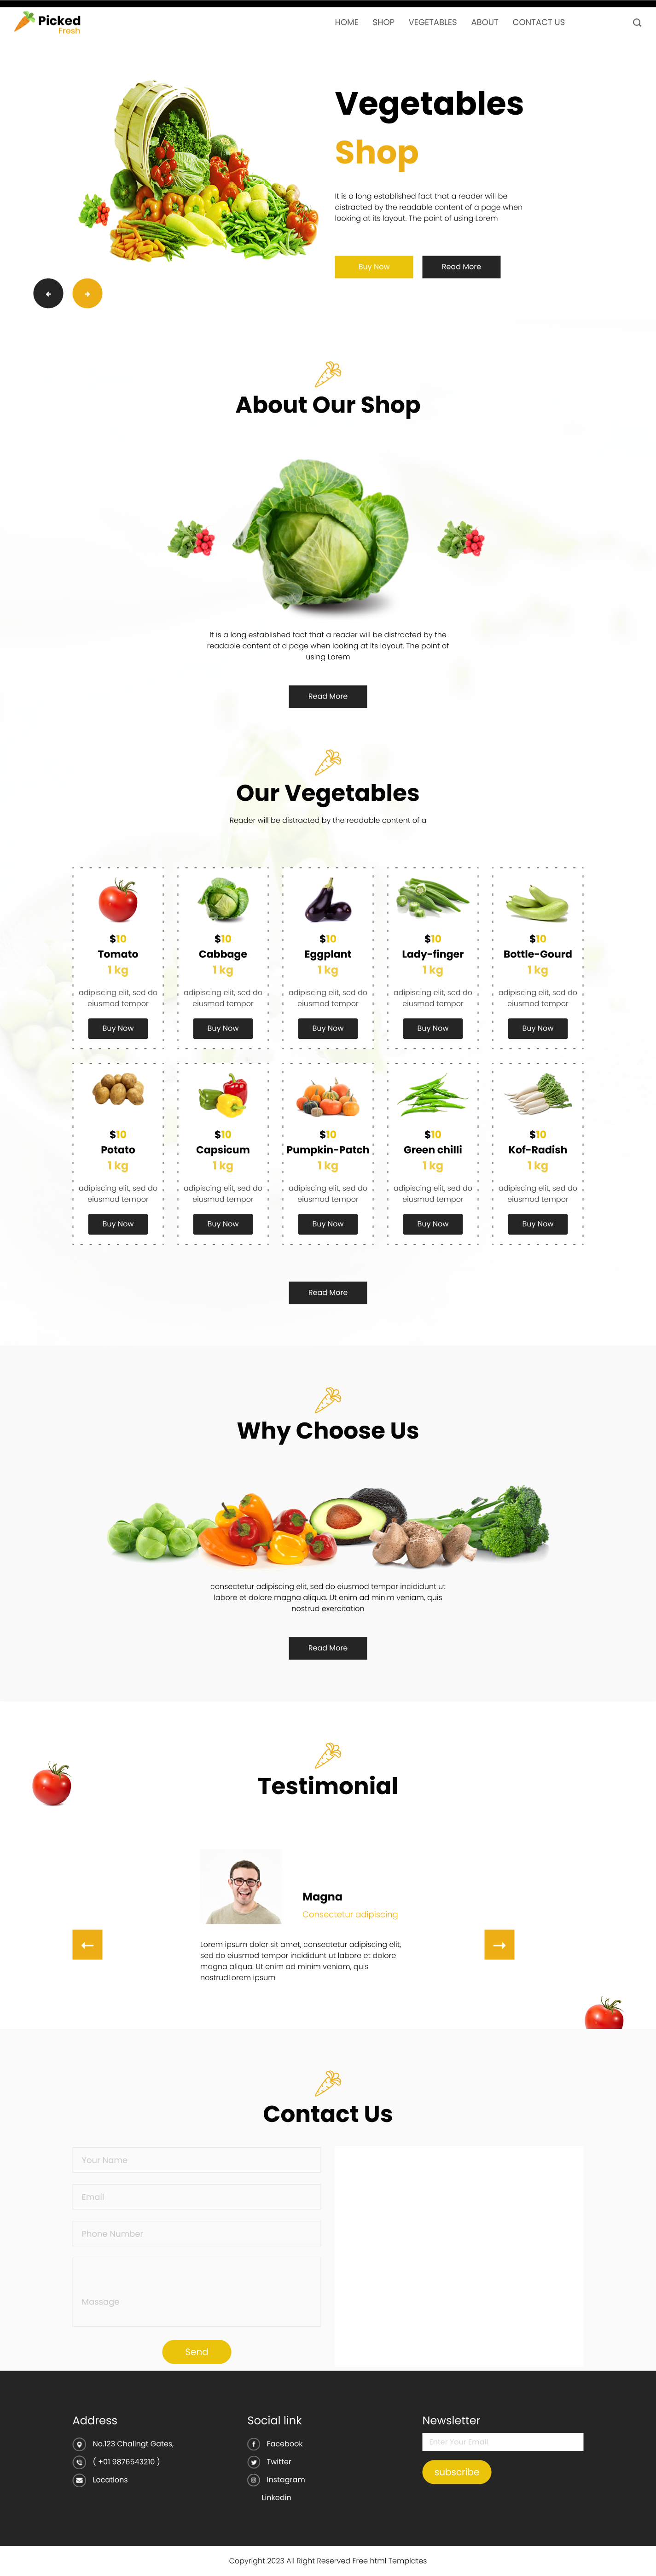 Picked
Fresh
HOME SHOP VEGETABLES ABOUT CONTACT US
Vegetables
Shop
It is a long established fact that a reader will be
distracted by the readable content of a page when
looking at its layout. The point of using Lorem
Buy Now Read More
About Our Shop
It is a long established fact that a reader will be distracted by the
readable content of a page when looking at its layout. The point of
using Lorem
Read More
Our Vegetables
Reader will be distracted by the readable content of a
$10 $10 $10 $10 $10
Tomato Cabbage Eggplant Lady-finger Bottle-Gourd
1 kg 1 kg 1 kg 1 kg 1 kg
adipiscing elit, sed do adipiscing elit, sed do adipiscing elit, sed do adipiscing elit, sed do adipiscing elit, sed do
eiusmod tempor eiusmod tempor eiusmod tempor eiusmod tempor eiusmod tempor
Buy Now Buy Now Buy Now Buy Now Buy Now
$10 $10 $10 $10 $10
Potato Capsicum Pumpkin-Patch Green chilli Kof-Radish
1 kg 1 kg 1 kg 1 kg 1 kg
adipiscing elit, sed do adipiscing elit, sed do adipiscing elit, sed do adipiscing elit, sed do adipiscing elit, sed do
eiusmod tempor eiusmod tempor eiusmod tempor eiusmod tempor eiusmod tempor
Buy Now Buy Now Buy Now Buy Now Buy Now
Read More
Why Choose Us
consectetur adipiscing elit, sed do eiusmod tempor incididunt ut
labore et dolore magna aliqua. Ut enim ad minim veniam, quis
nostrud exercitation
Read More
Testimonial
Magna
Consectetur adipiscing
Lorem ipsum dolor sit amet, consectetur adipiscing elit,
sed do eiusmod tempor incididunt ut labore et dolore
magna aliqua. Ut enim ad minim veniam, quis
nostrudLorem ipsum
Contact Us
Your Name
Email
Phone Number
Massage
Send
Address
No.123 Chalingt Gates,
( +01 9876543210 )
Locations
Social link
Facebook
Twitter
Instagram
Linkedin
Newsletter
Enter Your Email
subscribe
Copyright 2023 All Right Reserved Free html Templates